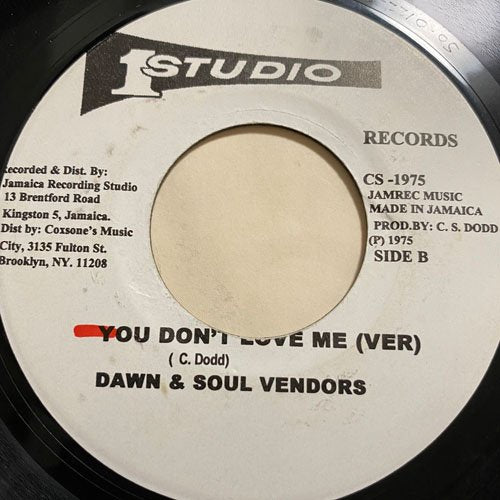 1 STUDIO
RECORDS
Recorded & Dist. By:
Jamaica Recording Studio
13 Brentford Road
Kingston 5, Jamaica.
Dist by: Coxsone's Music
City, 3135 Fulton St.
Brooklyn, NY. 11208
CS -1975
JAMREC MUSIC
MADE IN JAMAICA
PROD.BY: C. S. DODD
(P) 1975
SIDE B
YOU DON'T LOVE ME (VER)
( C. Dodd)
DAWN & SOUL VENDORS